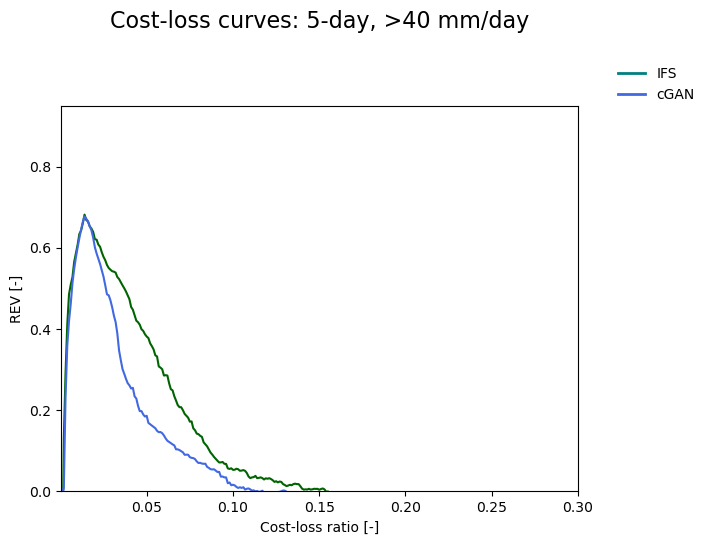 Cost-loss curves: 5-day, >40 mm/day
IFS
cGAN
0.8
0.6
0.4
0.2
0.0
REV [-]
0.05
0.10
0.15
0.20
0.25
0.30
Cost-loss ratio [-]